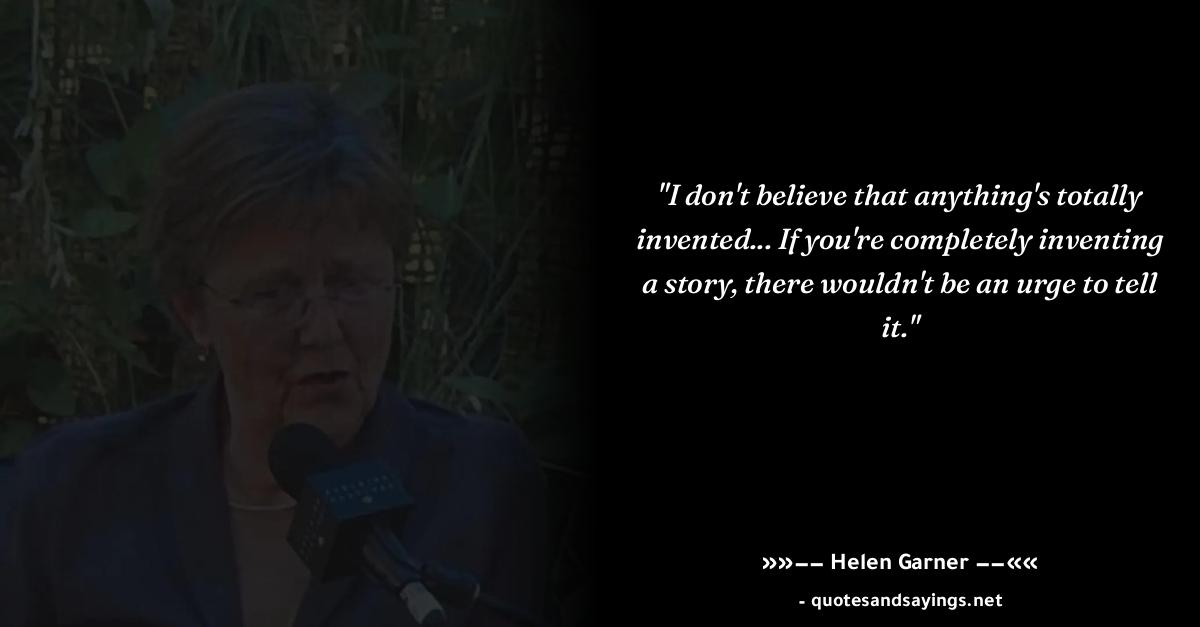 "I don't believe that anything's totally
invented... If you're completely inventing
a story, there wouldn't be an urge to tell
it."
»»–– Helen Garner ––««
- quotesandsayings.net